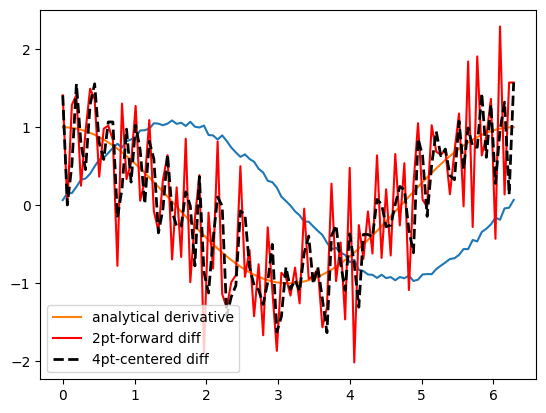 2
1
0
−1
−2
analytical derivative
2pt-forward diff
4pt-centered diff
0 1 2 3 4 5 6